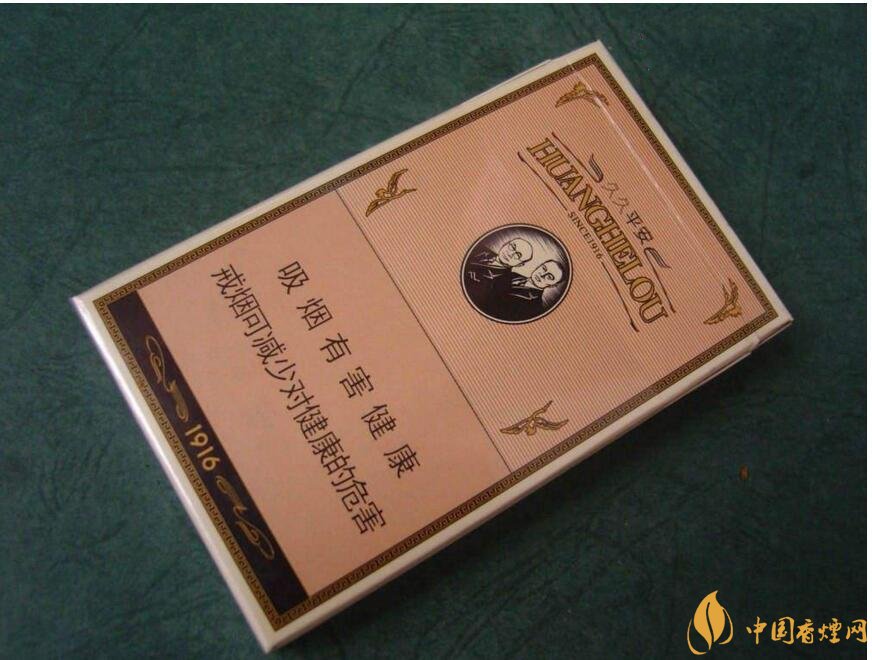 久久平安
HUANGHELOU
SINCE1916
吸烟有害健康
戒烟可减少对健康的危害
1916
中国香煙网